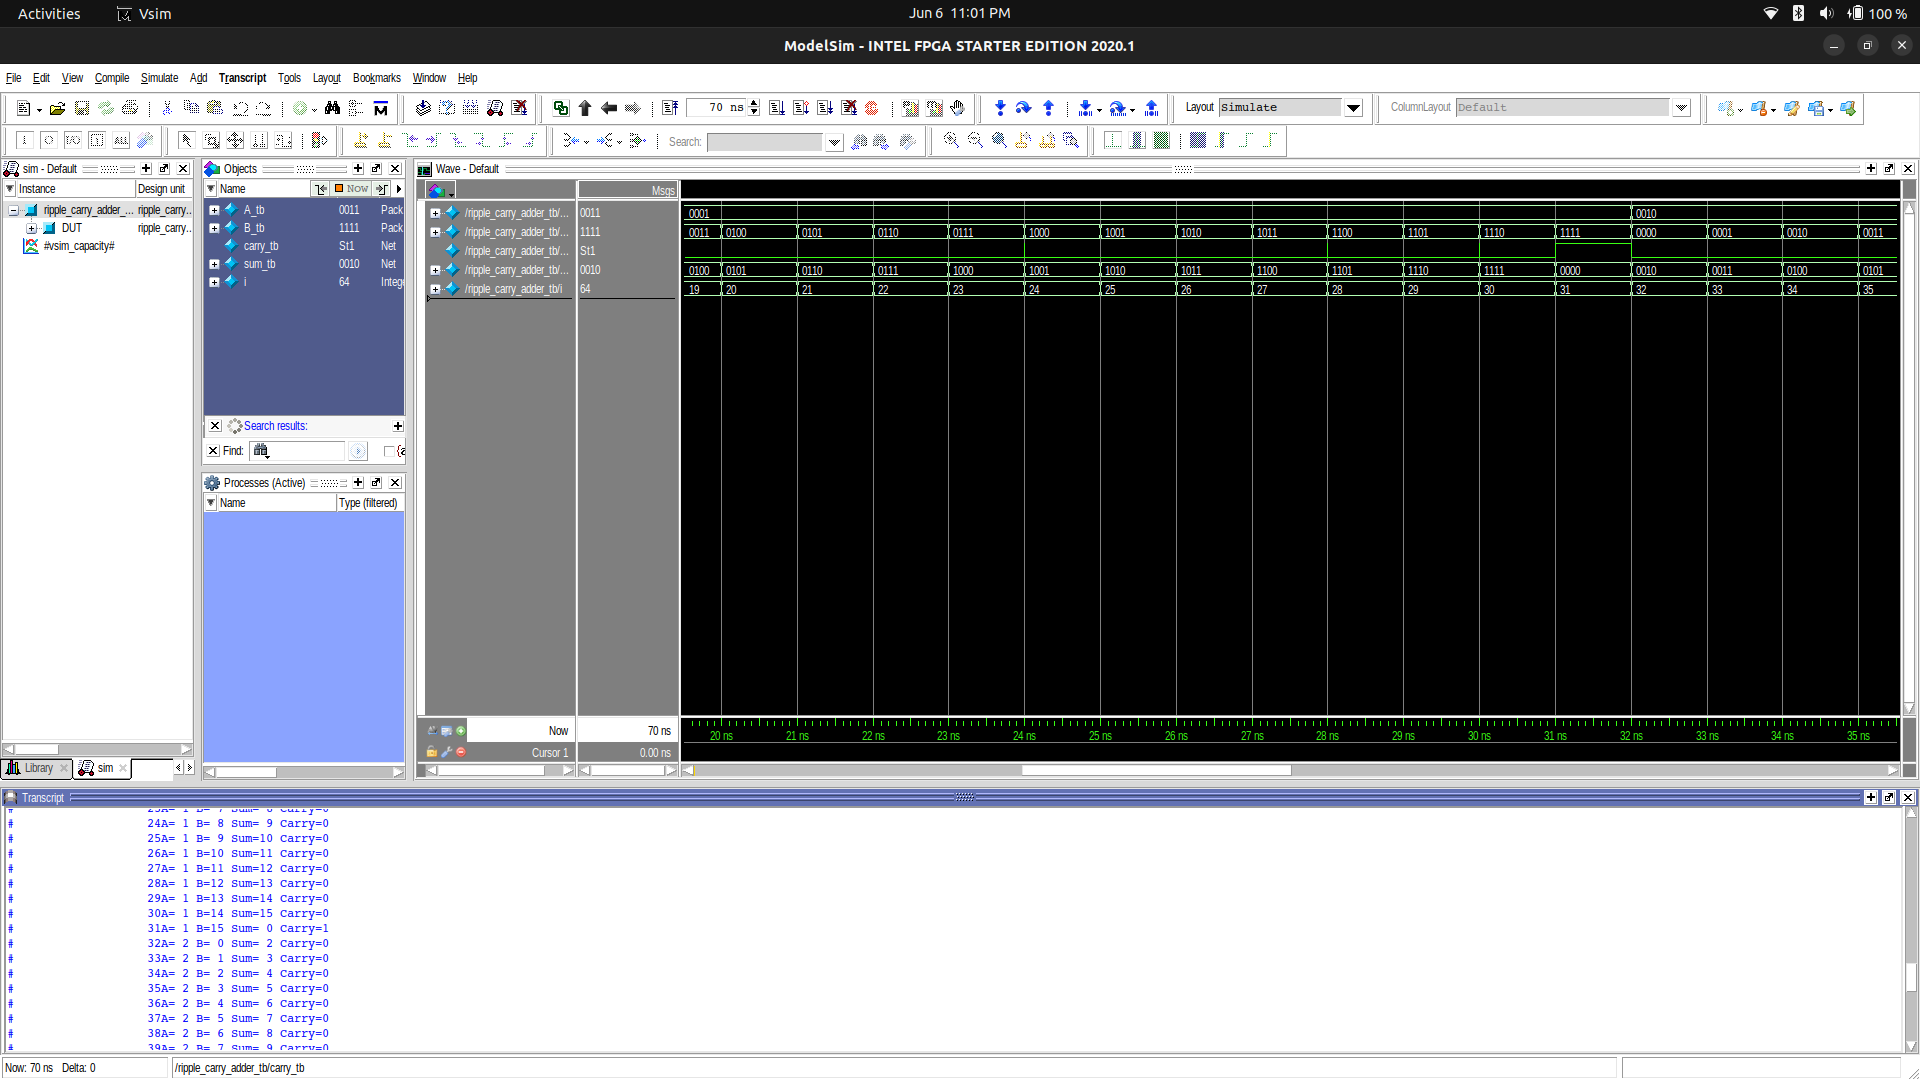 Activities Vsim Jun 6 11:01 PM 100 %
ModelSim - INTEL FPGA STARTER EDITION 2020.1
File Edit View Compile Simulate Add Transcript Tools Layout Bookmarks Window Help
70 ns Layout Simulate ColumnLayout Default
Search:
sim - Default
Instance Design unit
ripple_carry_adder_... ripple_carry..
DUT ripple_carry..
#vsim_capacity#
Library sim
Objects
Name Now
A_tb 0011 Pack
B_tb 1111 Pack
carry_tb St1 Net
sum_tb 0010 Net
i 64 Intege
Search results:
Find:
Processes (Active)
Name Type (filtered)
Wave - Default
Msgs
/ripple_carry_adder_tb/... 0011 0001 0010
/ripple_carry_adder_tb/... 1111 0011 0100 0101 0110 0111 1000 1001 1010 1011 1100 1101 1110 1111 0000 0001 0010 0011
/ripple_carry_adder_tb/... St1
/ripple_carry_adder_tb/... 0010 0100 0101 0110 0111 1000 1001 1010 1011 1100 1101 1110 1111 0000 0010 0011 0100 0101
/ripple_carry_adder_tb/i 64 19 20 21 22 23 24 25 26 27 28 29 30 31 32 33 34 35
Now 70 ns 20 ns 21 ns 22 ns 23 ns 24 ns 25 ns 26 ns 27 ns 28 ns 29 ns 30 ns 31 ns 32 ns 33 ns 34 ns 35 ns
Cursor 1 0.00 ns
Transcript
# 23A= 1 B= 7 Sum= 8 Carry=0
# 24A= 1 B= 8 Sum= 9 Carry=0
# 25A= 1 B= 9 Sum=10 Carry=0
# 26A= 1 B=10 Sum=11 Carry=0
# 27A= 1 B=11 Sum=12 Carry=0
# 28A= 1 B=12 Sum=13 Carry=0
# 29A= 1 B=13 Sum=14 Carry=0
# 30A= 1 B=14 Sum=15 Carry=0
# 31A= 1 B=15 Sum= 0 Carry=1
# 32A= 2 B= 0 Sum= 2 Carry=0
# 33A= 2 B= 1 Sum= 3 Carry=0
# 34A= 2 B= 2 Sum= 4 Carry=0
# 35A= 2 B= 3 Sum= 5 Carry=0
# 36A= 2 B= 4 Sum= 6 Carry=0
# 37A= 2 B= 5 Sum= 7 Carry=0
# 38A= 2 B= 6 Sum= 8 Carry=0
# 39A= 2 B= 7 Sum= 9 Carry=0
Now: 70 ns Delta: 0 /ripple_carry_adder_tb/carry_tb